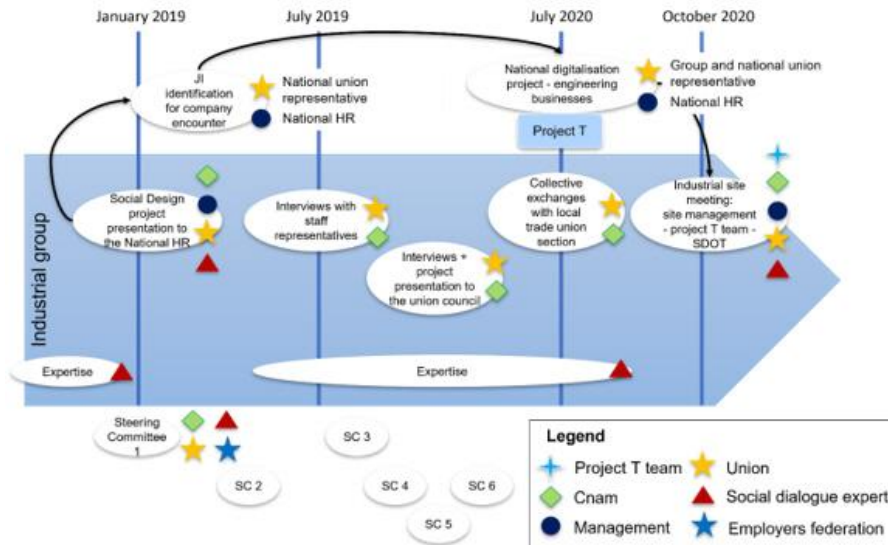 January 2019
July 2019
July 2020
October 2020
JI
identification
for company
encounter
National union
representative
National HR
National digitalisation
project - engineering
businesses
Group and national union
representative
National HR
Project T
Industrial group
Social Design
project
presentation to
the National HR
Interviews with
staff
representatives
Interviews +
project
presentation to
the union council
Collective
exchanges
with local
trade union
section
Industrial site
meeting:
site management
- project T team -
SDOT
Expertise
Expertise
Steering
Committee
1
SC 2
SC 3
SC 4
SC 5
SC 6
Legend
Project T team
Union
Cnam
Social dialogue expert
Management
Employers federation